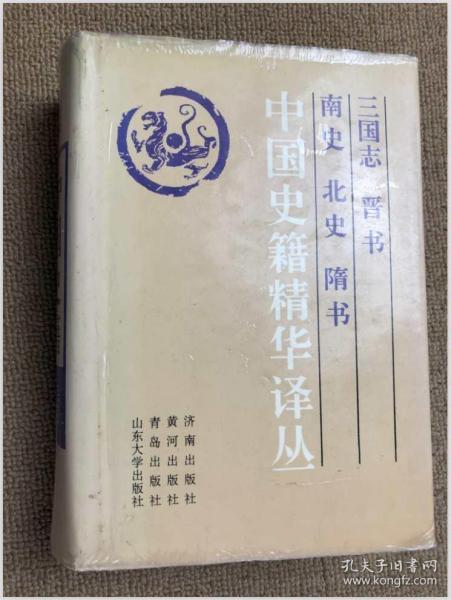 三国志 晋书
南史 北史 隋书
中国史籍精华译丛
济南出版社
黄河出版社
青岛出版社
山东大学出版社
孔夫子旧书网
www.kongfz.com